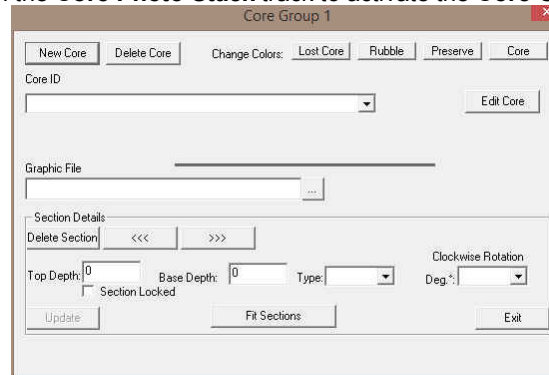 the Core Photo Stack track to activate the Core
Core Group 1
New Core Delete Core Change Colors: Lost Core Rubble Preserve Core
Core ID
Edit Core
Graphic File
...
Section Details
Delete Section <<< >>>
Clockwise Rotation
Top Depth: 0 Base Depth: 0 Type: Deg.*:
Section Locked
Update Fit Sections Exit